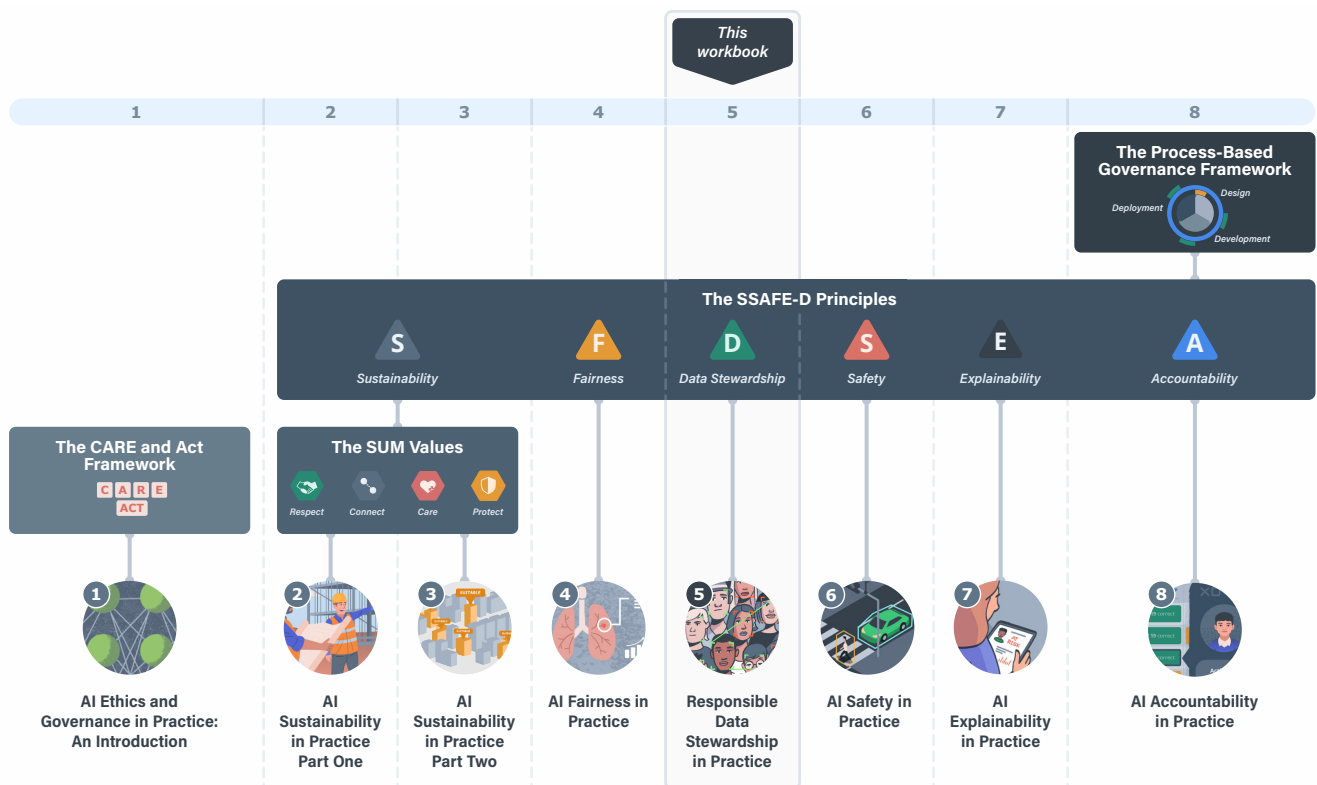 This
workbook
1
2
3
4
5
6
7
8
The Process-Based
Governance Framework
Design
Deployment
Development
The SSAFE-D Principles
S
F
D
S
E
A
Sustainability
Fairness
Data Stewardship
Safety
Explainability
Accountability
The CARE and Act
Framework
C A R E
ACT
The SUM Values
Respect
Connect
Care
Protect
1
2
3
4
5
6
7
8
SUITABLE
AT
RISK
AI Ethics and
Governance in Practice:
An Introduction
AI
Sustainability
in Practice
Part One
AI
Sustainability
in Practice
Part Two
AI Fairness in
Practice
Responsible
Data
Stewardship
in Practice
AI Safety in
Practice
AI
Explainability
in Practice
AI Accountability
in Practice